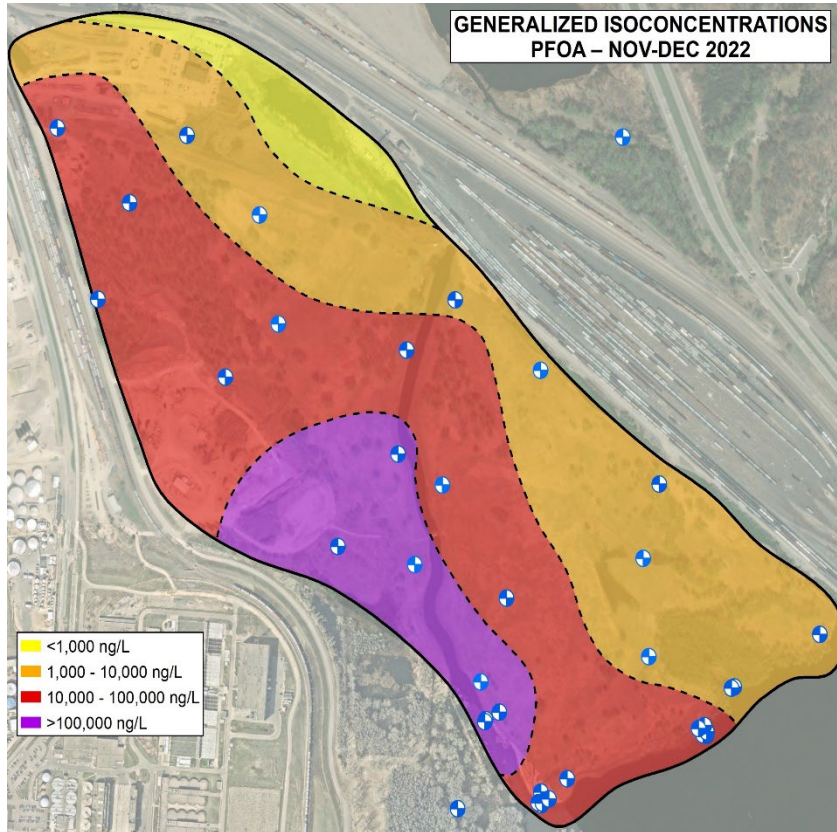 GENERALIZED ISOCONCENTRATIONS
PFOA – NOV-DEC 2022
<1,000 ng/L
1,000 - 10,000 ng/L
10,000 - 100,000 ng/L
>100,000 ng/L